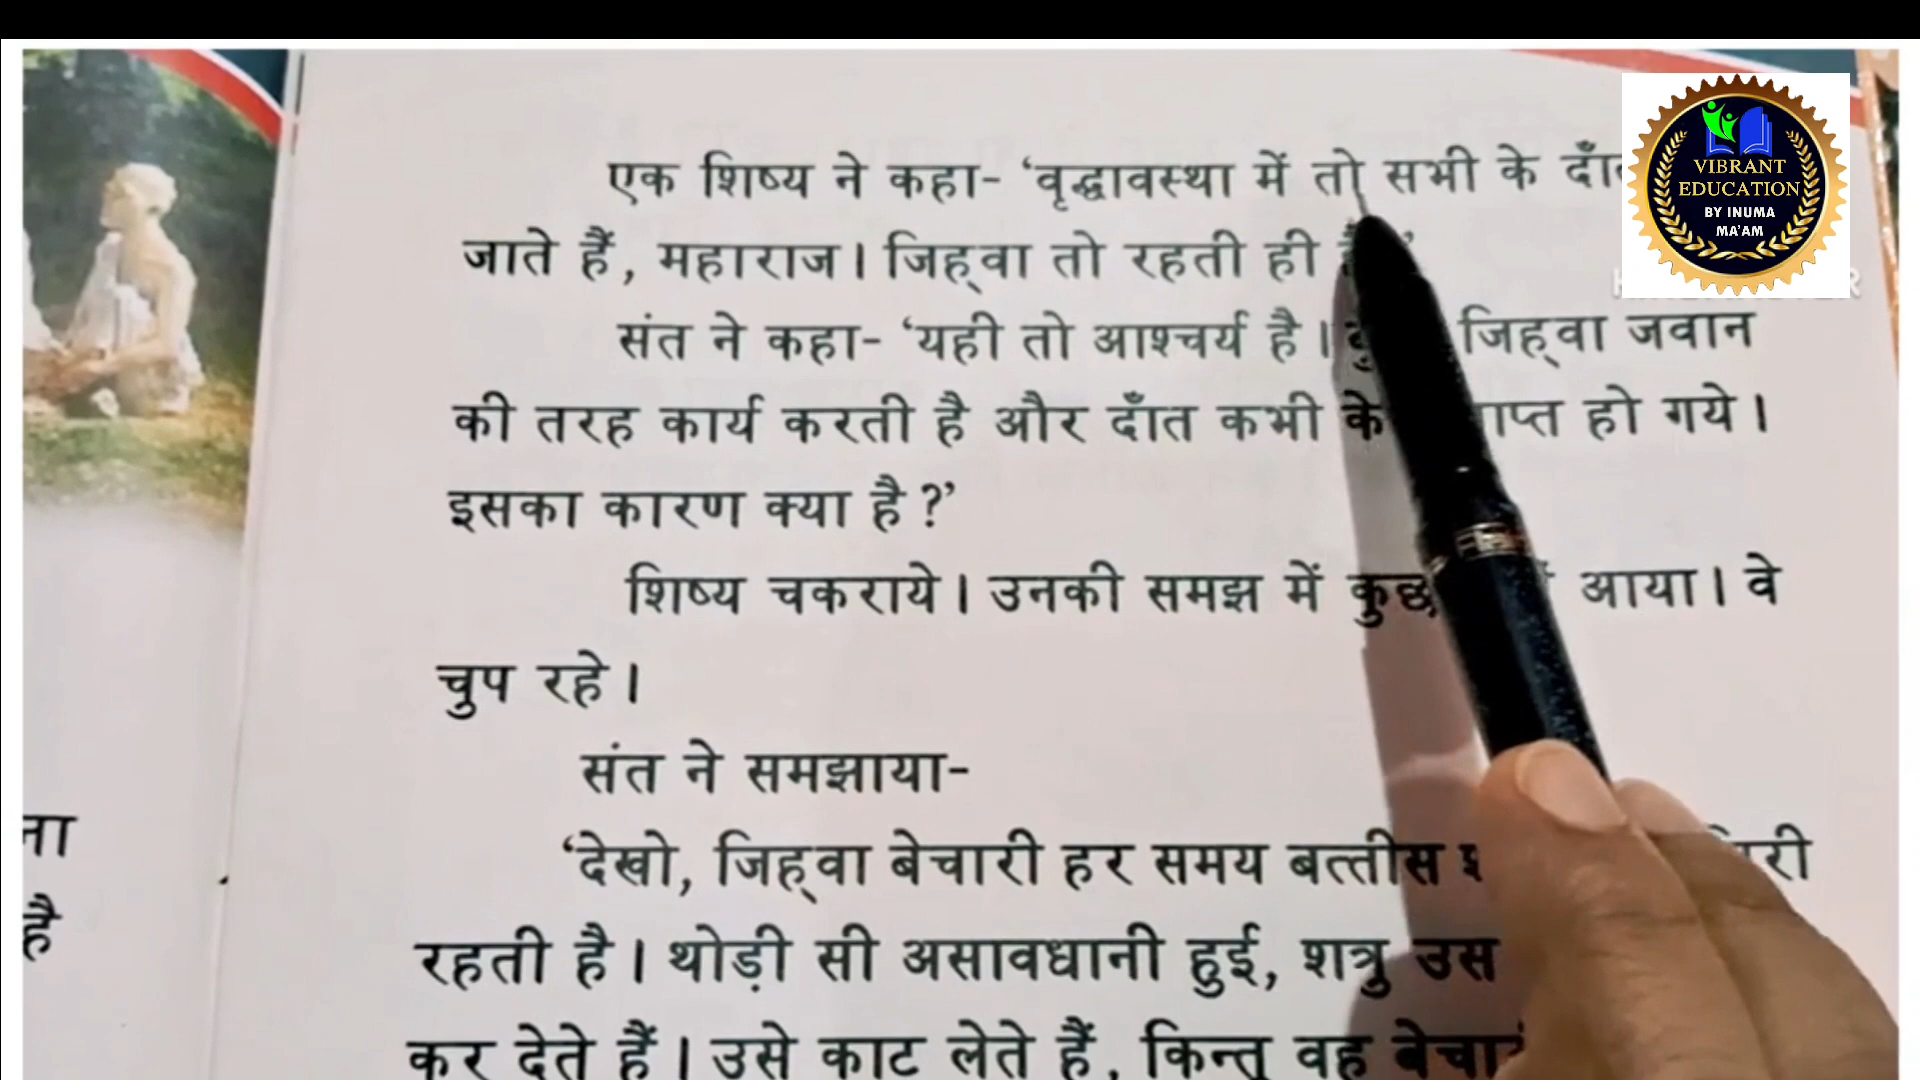 एक शिष्य ने कहा- ‘वृद्धावस्था में तो सभी के
जाते हैं, महाराज। जिह्वा तो रहती ही
संत ने कहा- ‘यही तो आश्चर्य है। जिह्वा जवान
की तरह कार्य करती है और दाँत कभी के हो गये।
इसका कारण क्या है?’
शिष्य चकराये। उनकी समझ में कुछ आया। वे
चुप रहे।
संत ने समझाया-
‘देखो, जिह्वा बेचारी हर समय बत्तीस
रहती है। थोड़ी सी असावधानी हुई, शत्रु उस
कर देते हैं। उसे काट लेते हैं, किन्तु वह
है
VIBRANT
EDUCATION
BY INUMA
MA'AM